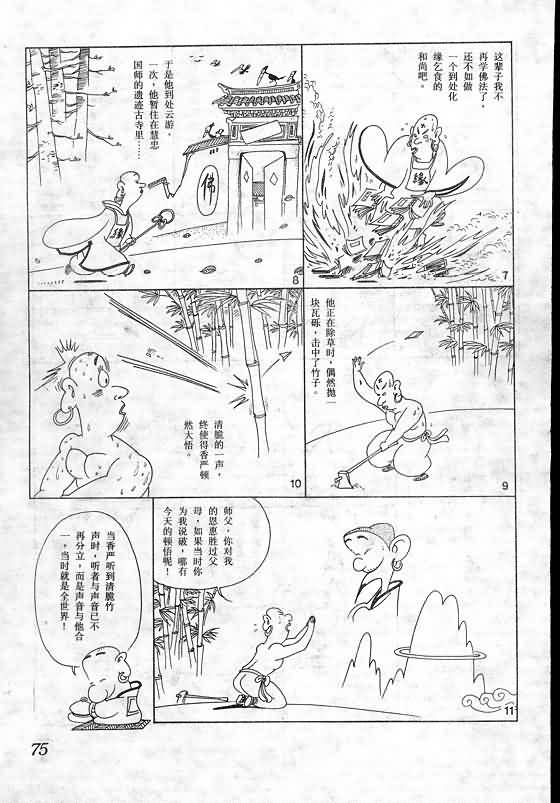 这辈子我不
再学佛法了，
还不如做
一个到处化
缘乞食的
和尚吧。
缘
7
于是他到处云游，
一次，他暂住在慧忠
国师的遗迹古寺里……
佛
缘
8
他正在除草时，偶然抛一
块瓦砾，击中了竹子。
9
清脆的一声，
终使得香严顿
然大悟。
10
师父，你对我
的恩惠胜过父
母，如果当时你
为我说破，哪有
今天的顿悟呢！
11
当香严听到清脆竹
声时，听者与声音已不
再分立，而是声音与他合
一，当时就是全世界！
75